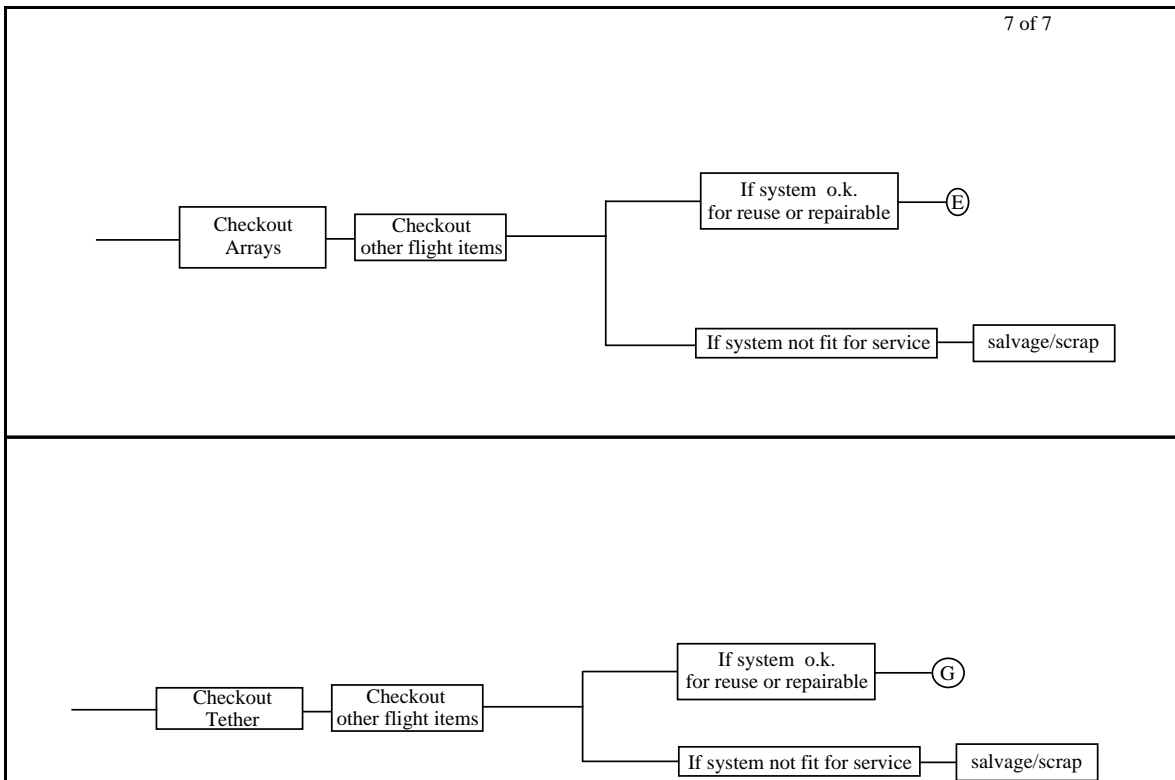 7 of 7
Checkout
Arrays
Checkout
other flight items
If system o.k.
for reuse or repairable
E
If system not fit for service
salvage/scrap
Checkout
Tether
Checkout
other flight items
If system o.k.
for reuse or repairable
G
If system not fit for service
salvage/scrap